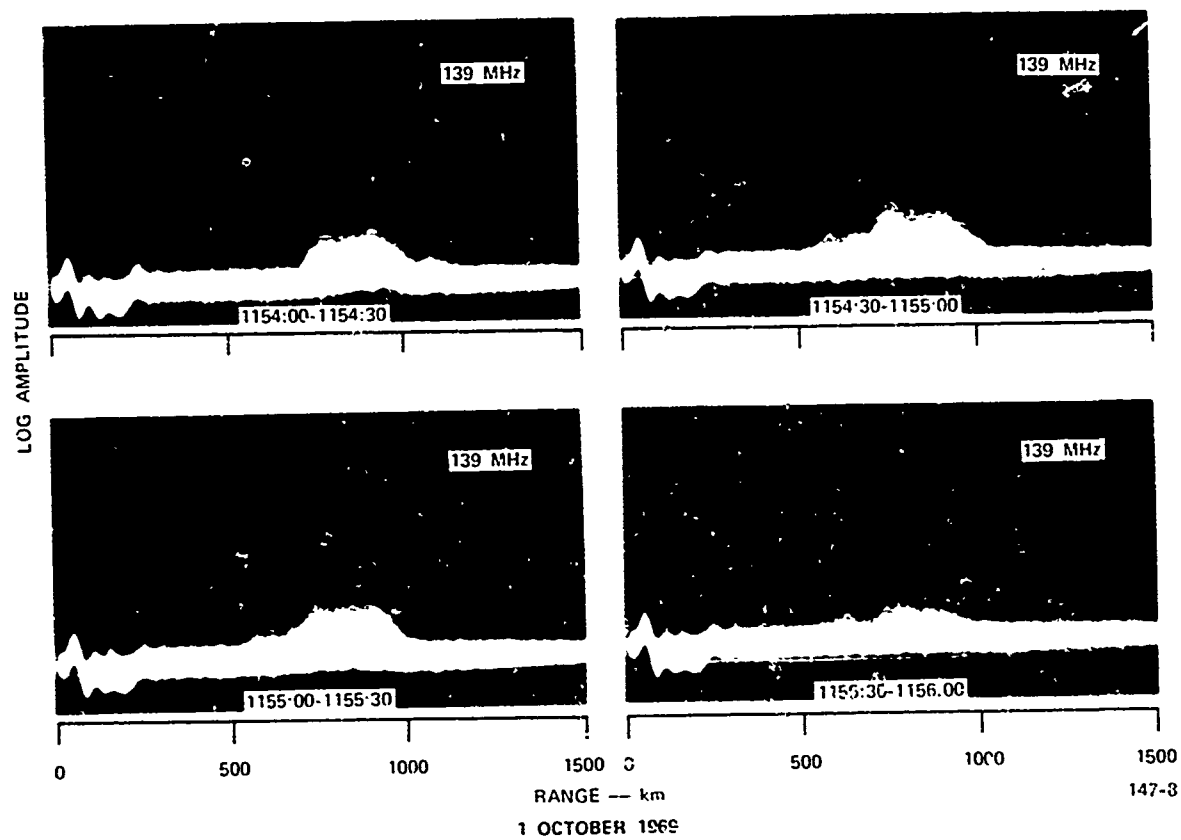 139 MHz
139 MHz
1154:00-1154:30
1154:30-1155:00
LOG AMPLITUDE
139 MHz
139 MHz
1155:00-1155:30
1155:30-1156:00
0
500
1000
1500
0
500
1000
1500
RANGE — km
147-8
1 OCTOBER 1969